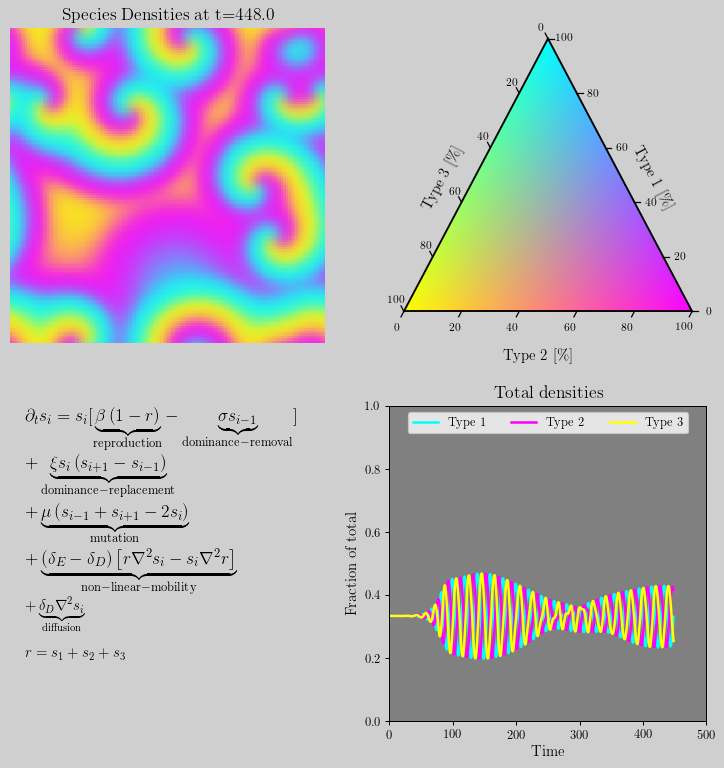 Species Densities at t=448.0
0
100
20
80
40
60
Type 3 [%]
Type 1 [%]
60
40
80
20
100
0
0
20
40
60
80
100
Type 2 [%]
∂ₜsᵢ = sᵢ[ β (1 − r) − σsᵢ₋₁ ]
reproduction dominance−removal
+ ξsᵢ (sᵢ₊₁ − sᵢ₋₁)
dominance−replacement
+ μ (sᵢ₋₁ + sᵢ₊₁ − 2sᵢ)
mutation
+ (δ_E − δ_D) [r∇²sᵢ − sᵢ∇²r]
non−linear−mobility
+ δ_D∇²sᵢ
diffusion
r = s₁ + s₂ + s₃
Total densities
Type 1 Type 2 Type 3
1.0
0.8
0.6
0.4
0.2
0.0
Fraction of total
0 100 200 300 400 500
Time